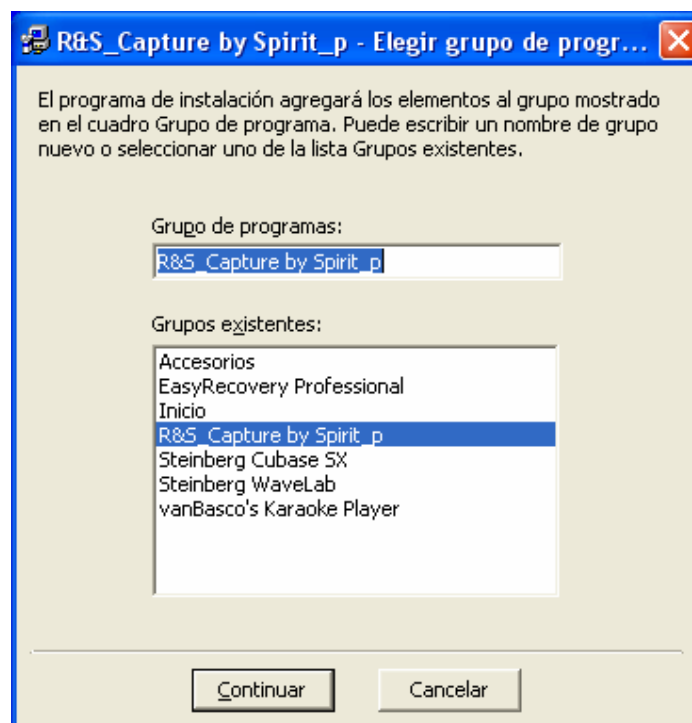 R&S_Capture by Spirit_p - Elegir grupo de progr...
El programa de instalación agregará los elementos al grupo mostrado
en el cuadro Grupo de programa. Puede escribir un nombre de grupo
nuevo o seleccionar uno de la lista Grupos existentes.
Grupo de programas:
R&S_Capture by Spirit_p
Grupos existentes:
Accesorios
EasyRecovery Professional
Inicio
R&S_Capture by Spirit_p
Steinberg Cubase SX
Steinberg WaveLab
vanBasco's Karaoke Player
Continuar
Cancelar